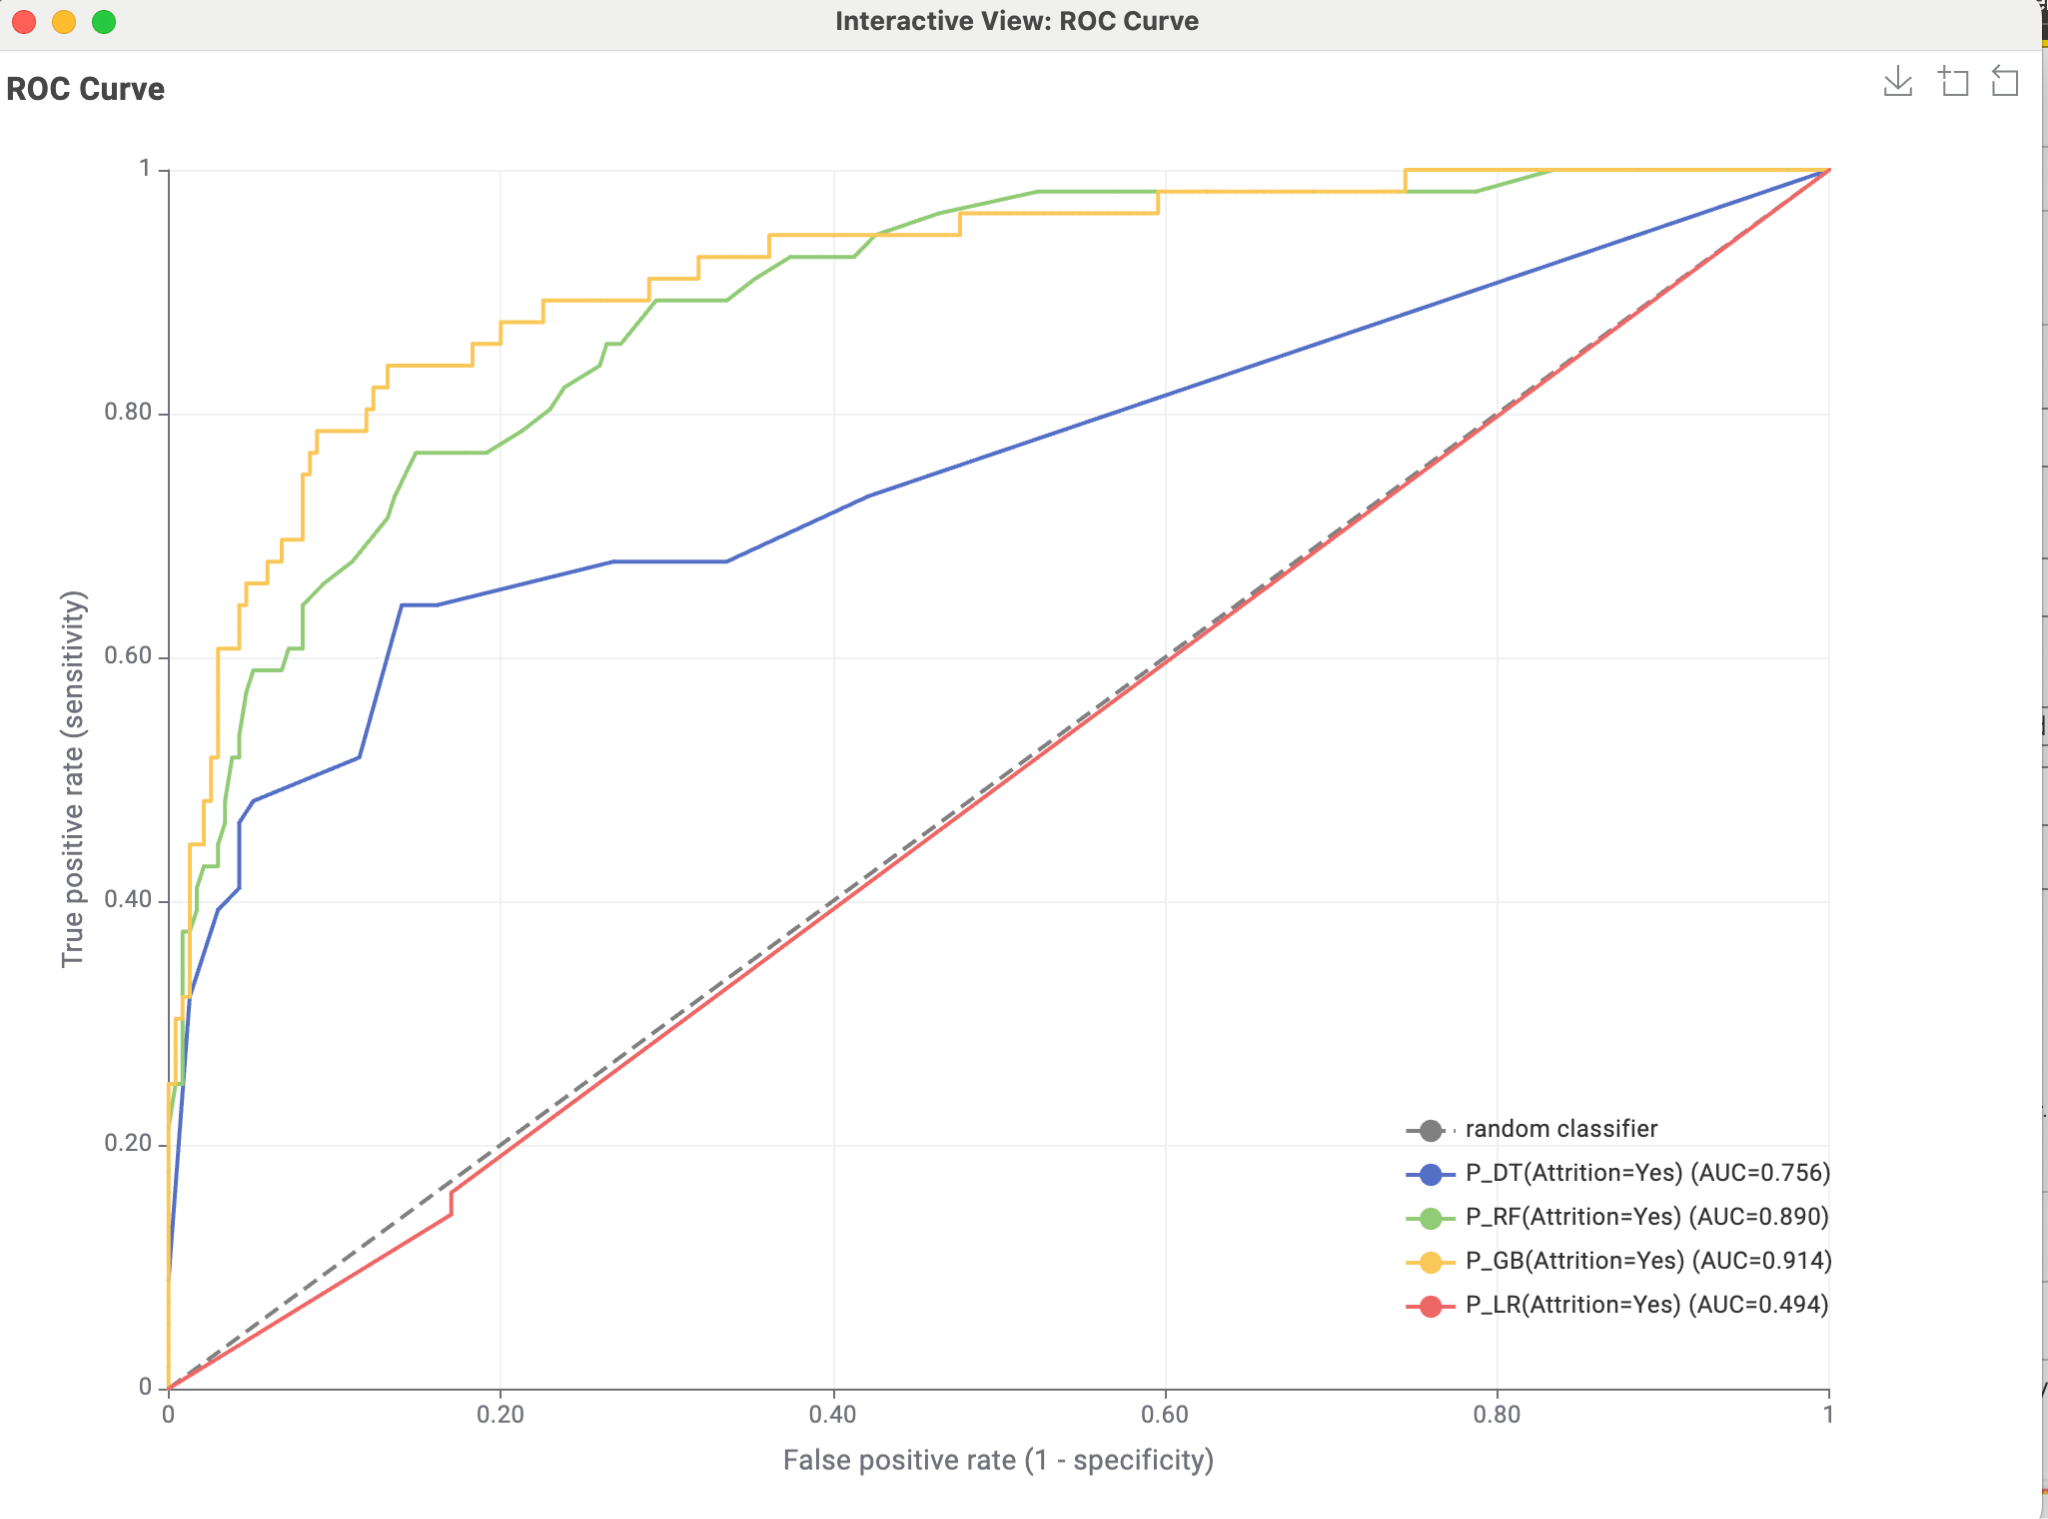 Interactive View: ROC Curve
ROC Curve
1
0.80
0.60
0.40
0.20
0
True positive rate (sensitivity)
0 0.20 0.40 0.60 0.80 1
False positive rate (1 - specificity)
random classifier
P_DT(Attrition=Yes) (AUC=0.756)
P_RF(Attrition=Yes) (AUC=0.890)
P_GB(Attrition=Yes) (AUC=0.914)
P_LR(Attrition=Yes) (AUC=0.494)